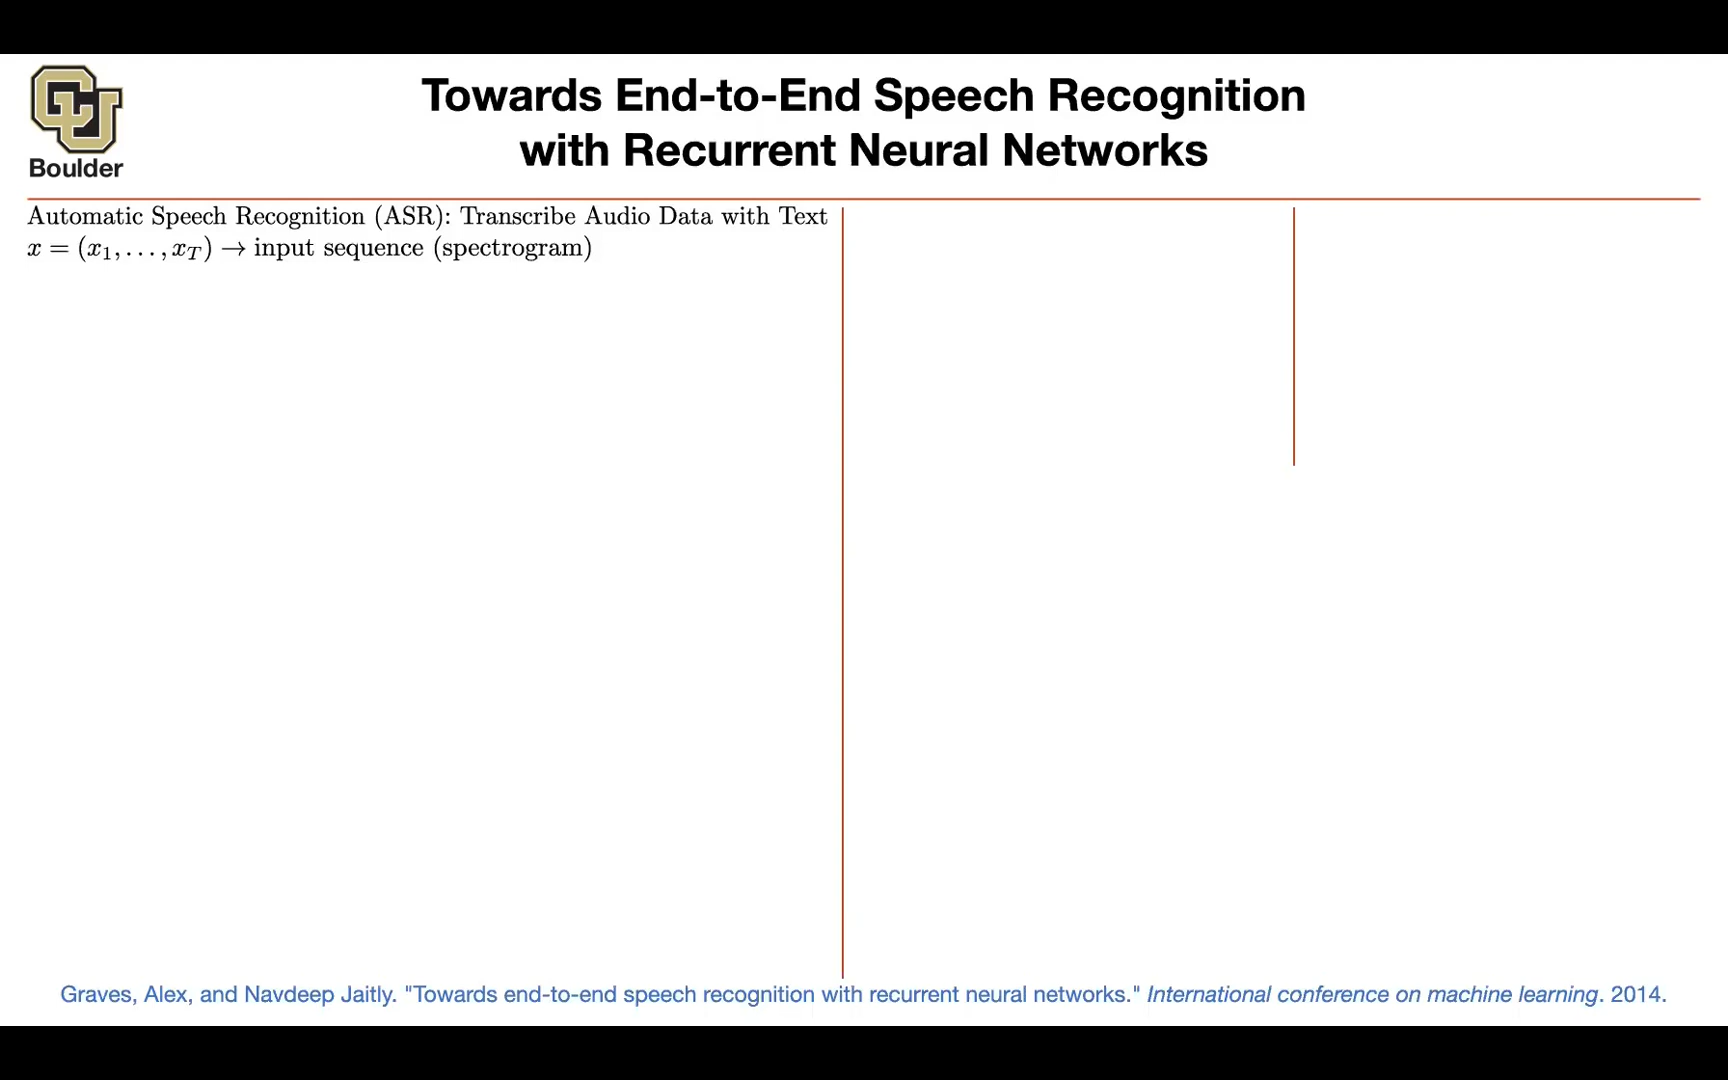 Towards End-to-End Speech Recognition
with Recurrent Neural Networks
CU
Boulder
Automatic Speech Recognition (ASR): Transcribe Audio Data with Text
x = (x₁, . . . , x_T) → input sequence (spectrogram)
Graves, Alex, and Navdeep Jaitly. "Towards end-to-end speech recognition with recurrent neural networks." International conference on machine learning. 2014.